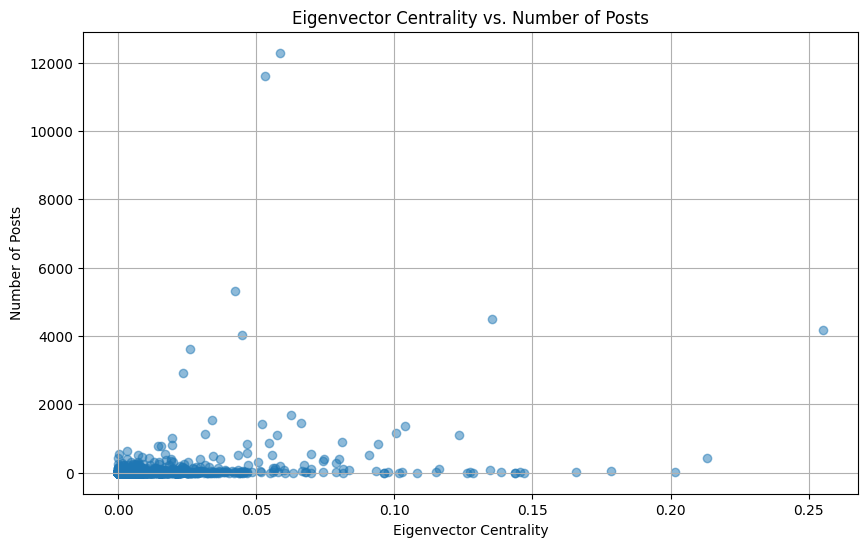 Eigenvector Centrality vs. Number of Posts
12000
10000
8000
6000
4000
2000
0
Number of Posts
0.00 0.05 0.10 0.15 0.20 0.25
Eigenvector Centrality